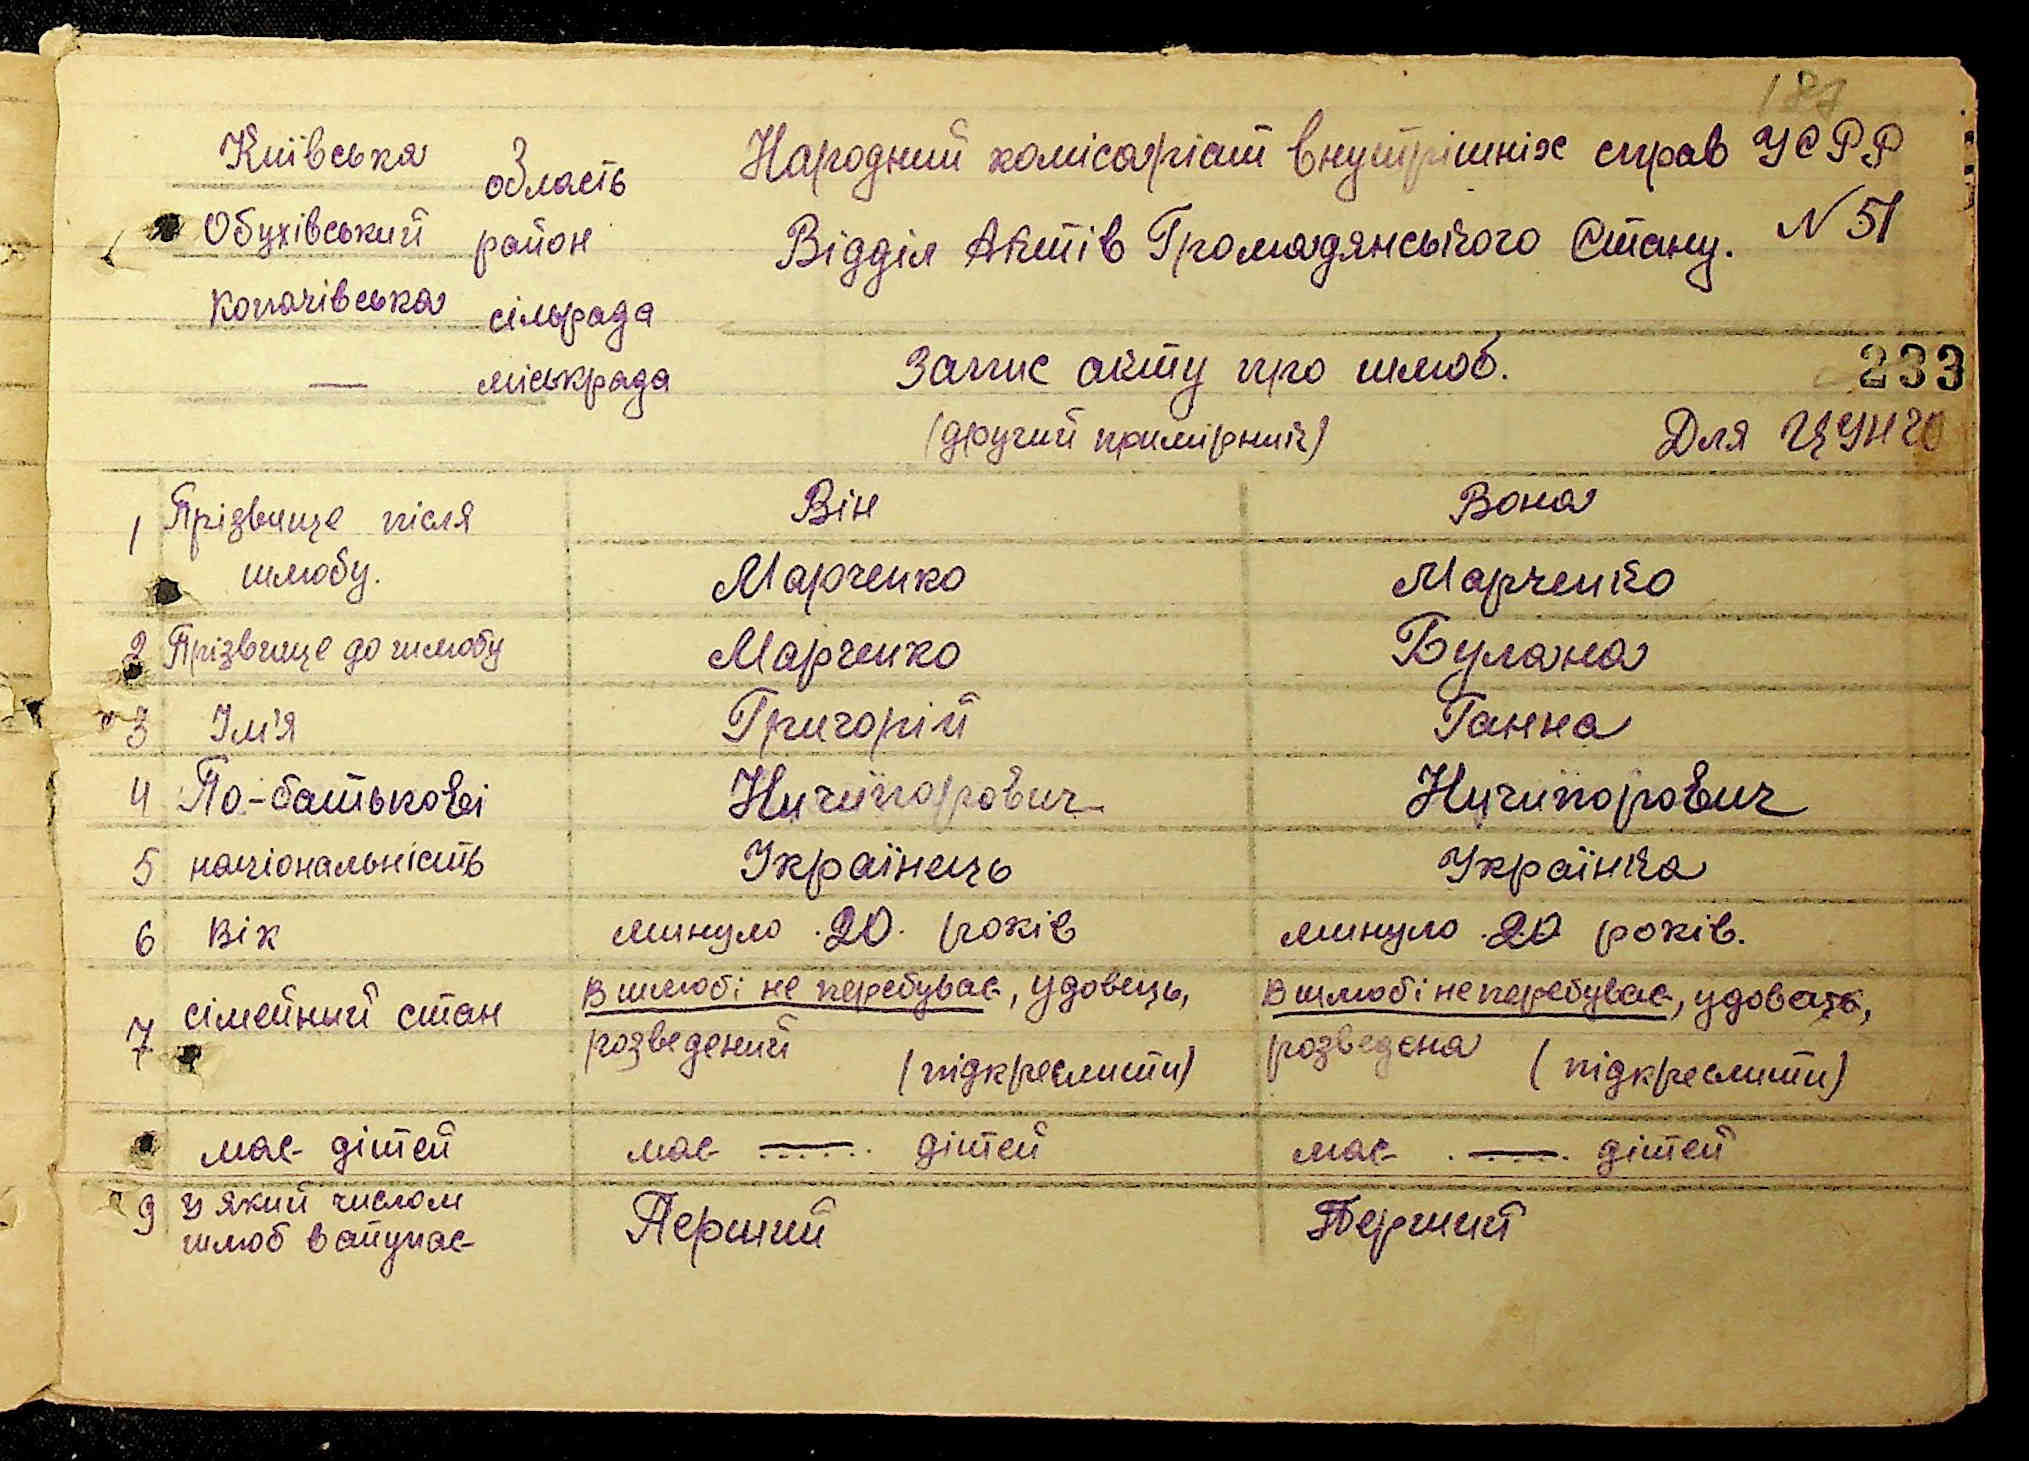 187
Київська область
Народний комісаріат внутрішніх справ УСРР
Обухівський район
Відділ Актів Громадянського Стану. N 51
Копачівська сільрада
— міськрада
Запис акту про шлюб.
233
(другий примірник)
Для ЦУНГО
Він Вона
1 Прізвище після шлюбу. Марченко Марченко
2 Прізвище до шлюбу Марченко Булана
3 Ім'я Григорій Ганна
4 По-батькові Ничипорович Ничипорович
5 національність Українець Українка
6 Вік минуло 20 років минуло 20 років.
7 сімейний стан В шлюбі не перебуває, удовець, В шлюбі не перебуває, удовець,
розведений (підкреслити) розведена (підкреслити)
має дітей має — дітей має — дітей
9 У який числом Перший Перший
шлюб вступає